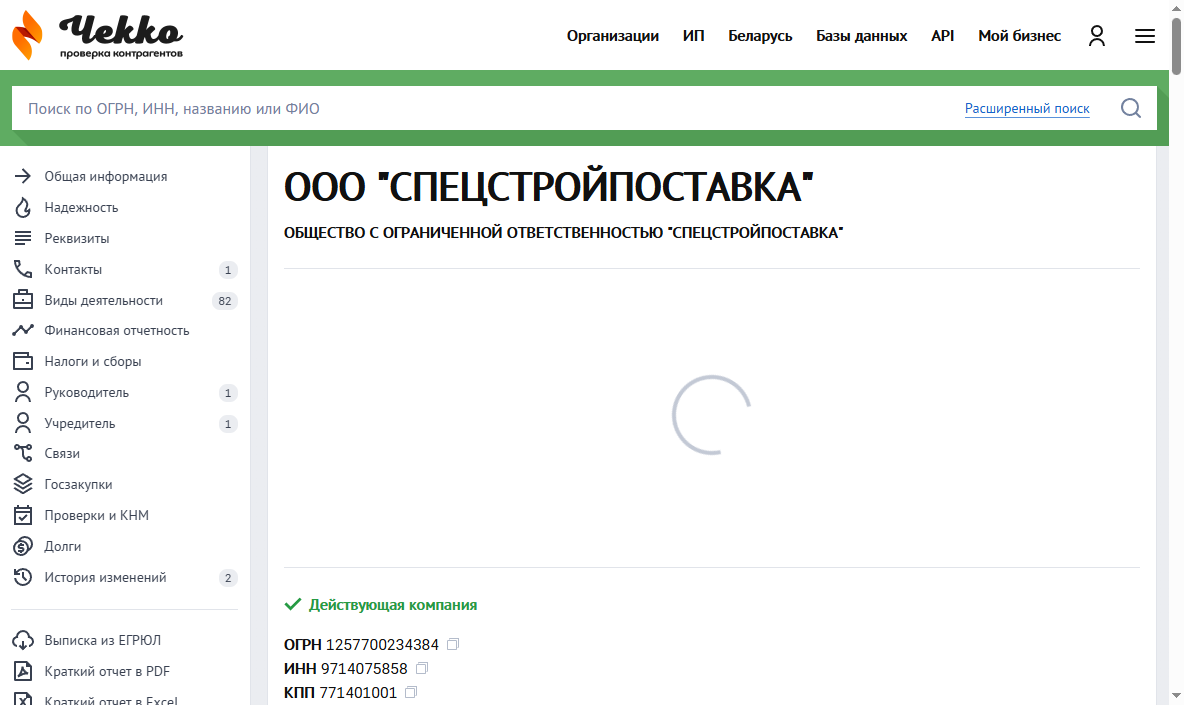 Чекко
проверка контрагентов
Организации ИП Беларусь Базы данных API Мой бизнес
Поиск по ОГРН, ИНН, названию или ФИО Расширенный поиск
Общая информация
Надежность
Реквизиты
Контакты 1
Виды деятельности 82
Финансовая отчетность
Налоги и сборы
Руководитель 1
Учредитель 1
Связи
Госзакупки
Проверки и КНМ
Долги
История изменений 2
Выписка из ЕГРЮЛ
Краткий отчет в PDF
Краткий отчет в Excel
ООО "СПЕЦСТРОЙПОСТАВКА"
ОБЩЕСТВО С ОГРАНИЧЕННОЙ ОТВЕТСТВЕННОСТЬЮ "СПЕЦСТРОЙПОСТАВКА"
Действующая компания
ОГРН 1257700234384
ИНН 9714075858
КПП 771401001